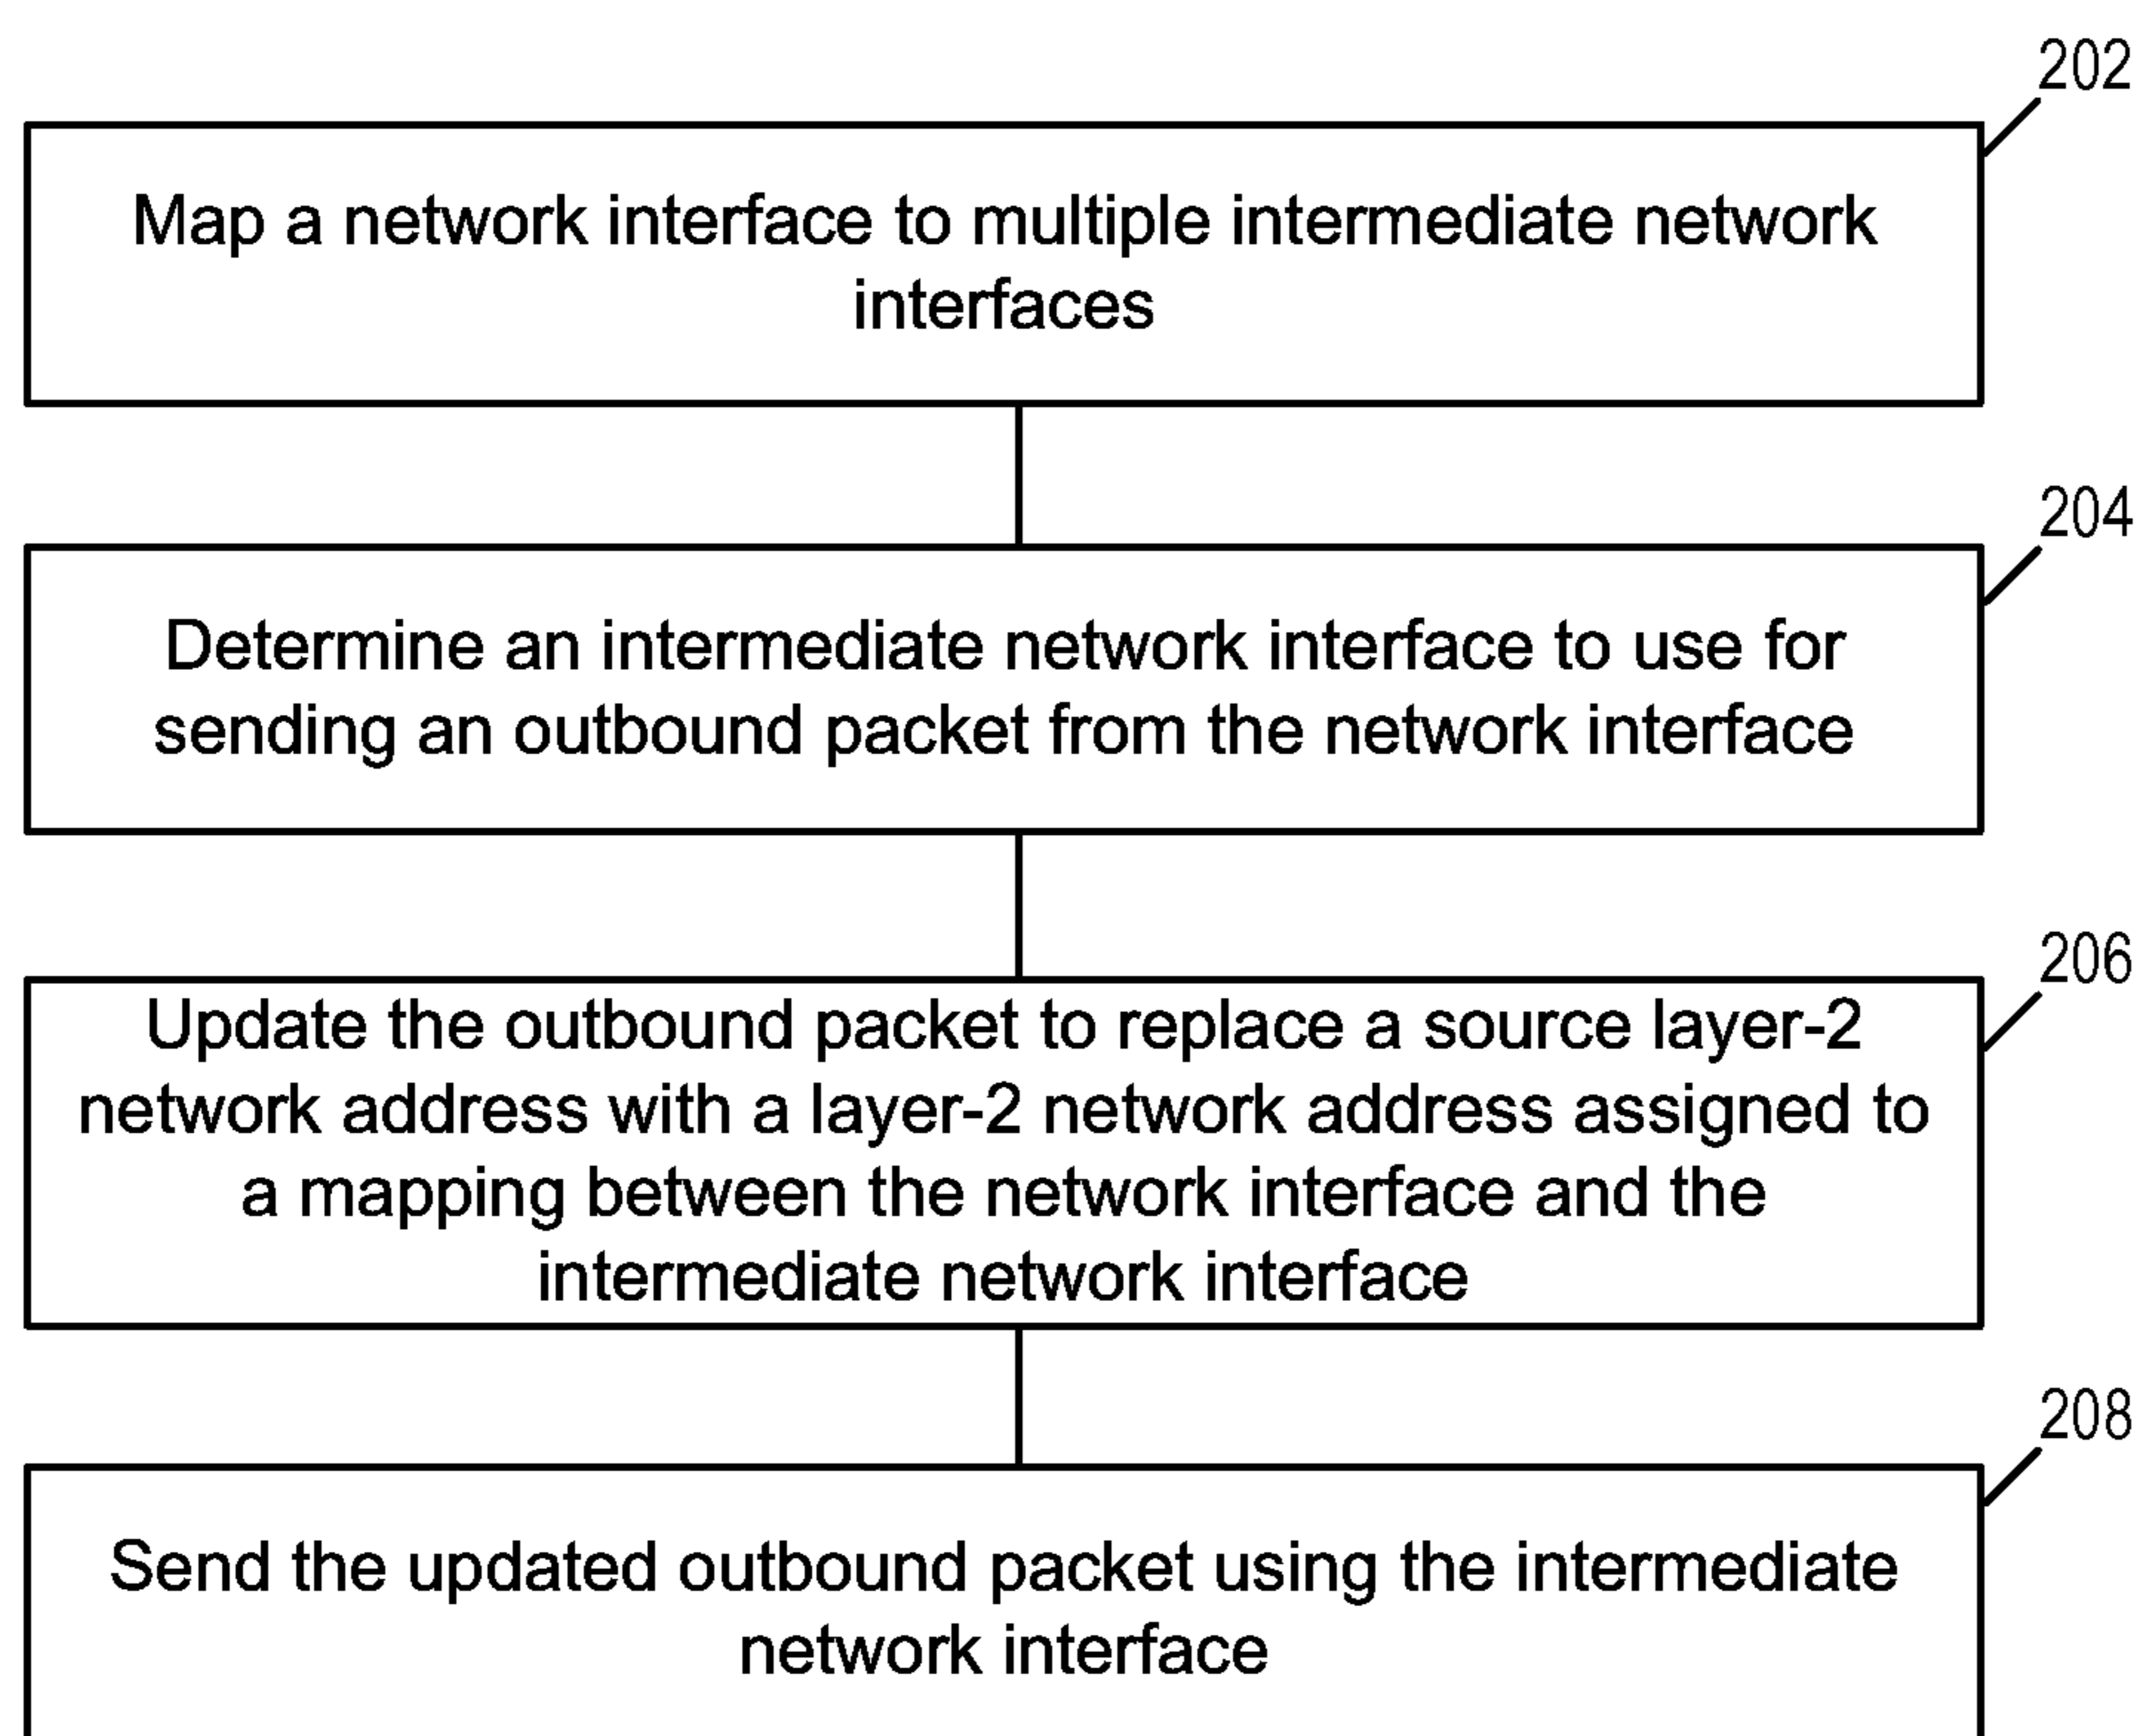 202
Map a network interface to multiple intermediate network
interfaces
204
Determine an intermediate network interface to use for
sending an outbound packet from the network interface
206
Update the outbound packet to replace a source layer-2
network address with a layer-2 network address assigned to
a mapping between the network interface and the
intermediate network interface
208
Send the updated outbound packet using the intermediate
network interface